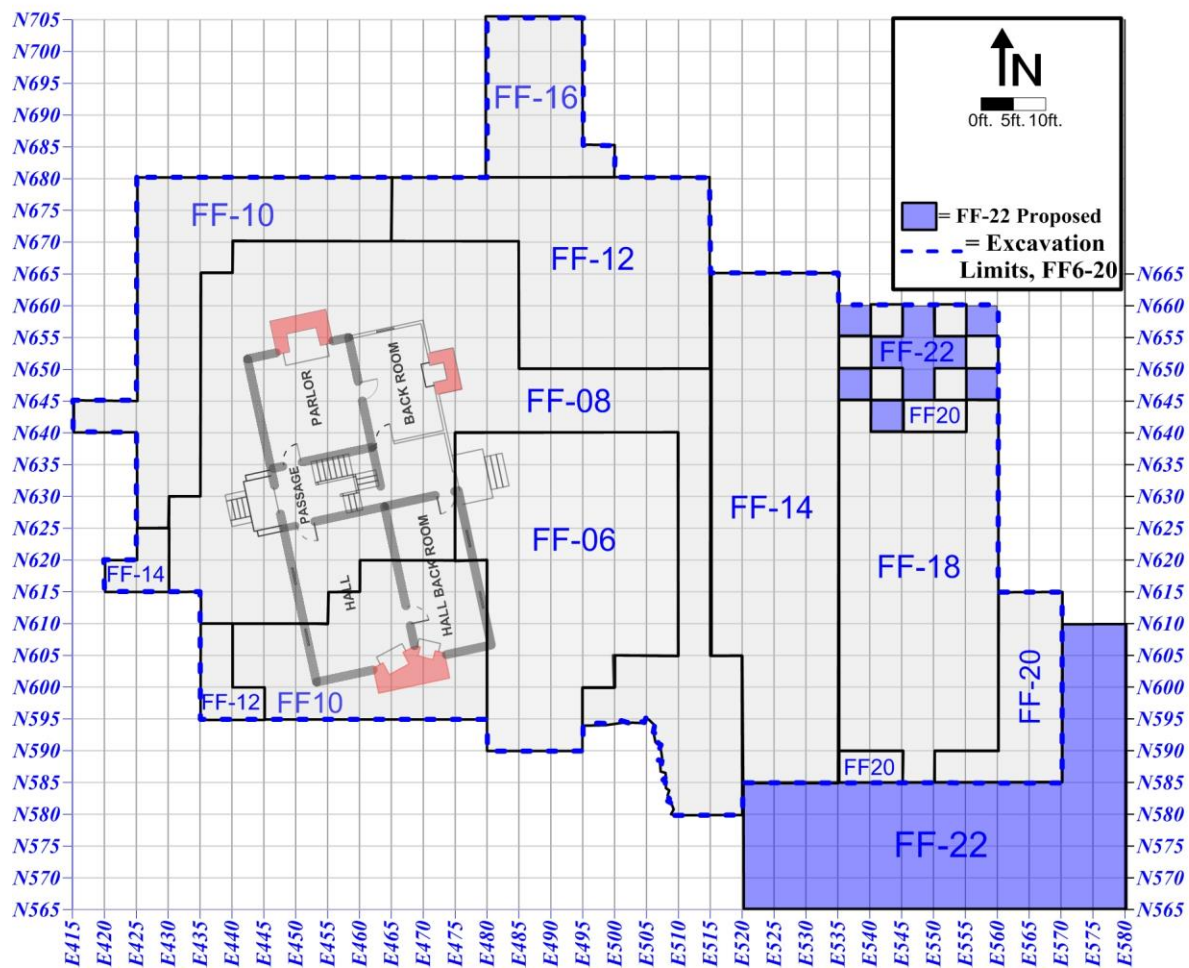 N705
N700
N695
N690
N685
N680
N675
N670
N665
N660
N655
N650
N645
N640
N635
N630
N625
N620
N615
N610
N605
N600
N595
N590
N585
N580
N575
N570
N565
FF-16
FF-10
FF-12
FF-08
FF-06
FF-14
FF-18
FF-14
FF-12
FF10
FF-22
FF20
FF-20
FF20
FF-22
PARLOR
BACK ROOM
PASSAGE
HALL
HALL BACK ROOM
N
0ft. 5ft. 10ft.
= FF-22 Proposed
= Excavation
Limits, FF6-20
N665
N660
N655
N650
N645
N640
N635
N630
N625
N620
N615
N610
N605
N600
N595
N590
N585
N580
N575
N570
N565
E415
E420
E425
E430
E435
E440
E445
E450
E455
E460
E465
E470
E475
E480
E485
E490
E495
E500
E505
E510
E515
E520
E525
E530
E535
E540
E545
E550
E555
E560
E565
E570
E575
E580